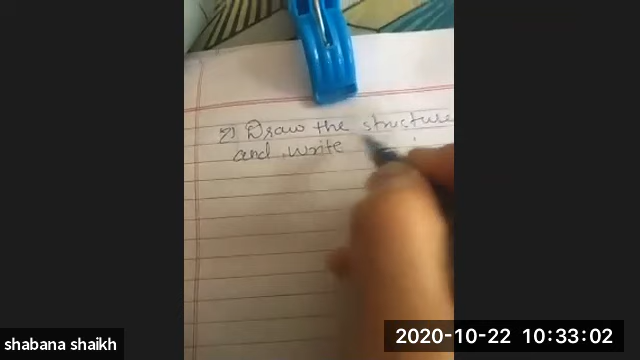 2) Draw the structure
and write
shabana shaikh
2020-10-22 10:33:02